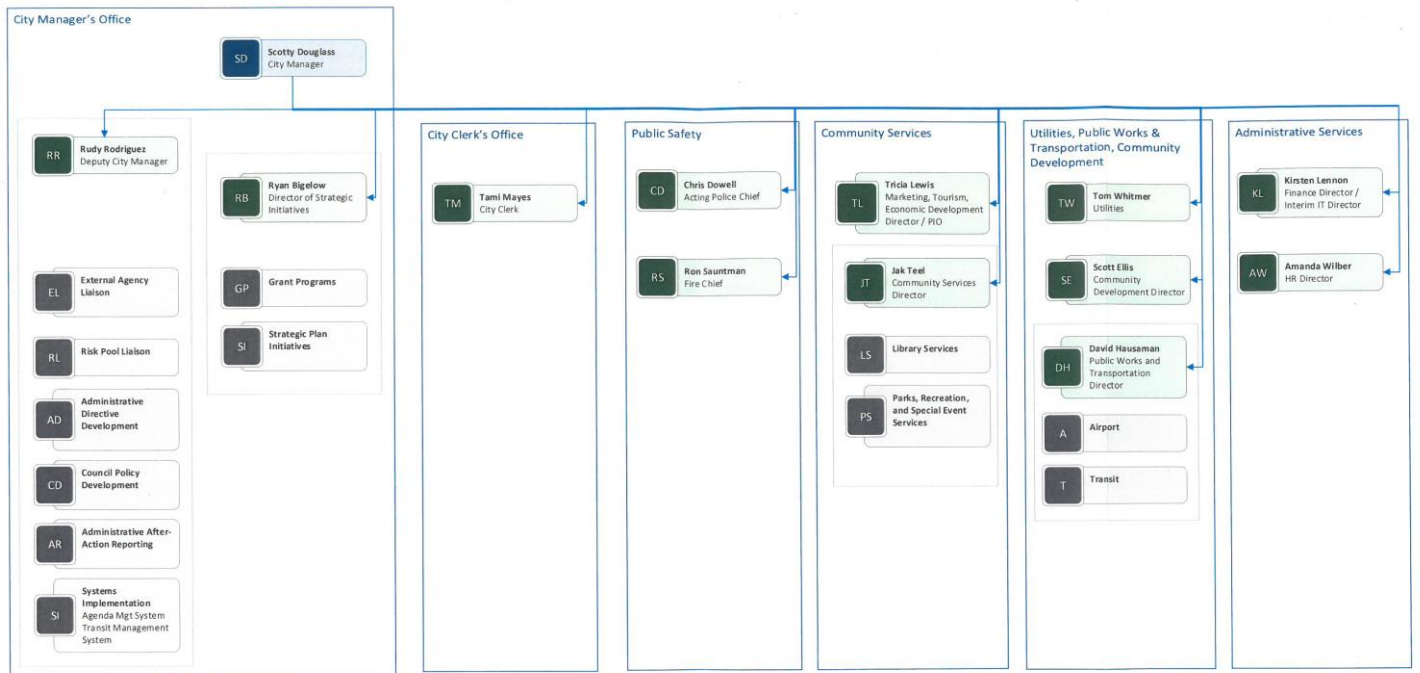 City Manager's Office
SD
Scotty Douglass
City Manager
RR
Rudy Rodriguez
Deputy City Manager
EL
External Agency
Liaison
RL
Risk Pool Liaison
AD
Administrative
Directive
Development
CD
Council Policy
Development
AR
Administrative After-
Action Reporting
SI
Systems
Implementation
Agenda Mgt System
Transit Management
System
RB
Ryan Bigelow
Director of Strategic
Initiatives
GP
Grant Programs
SI
Strategic Plan
Initiatives
City Clerk's Office
TM
Tami Mayes
City Clerk
Public Safety
CD
Chris Dowell
Acting Police Chief
RS
Ron Sauntman
Fire Chief
Community Services
TL
Tricia Lewis
Marketing, Tourism,
Economic Development
Director / PIO
JT
Jak Teel
Community Services
Director
LS
Library Services
PS
Parks, Recreation,
and Special Event
Services
Utilities, Public Works &
Transportation, Community
Development
TW
Tom Whitmer
Utilities
SE
Scott Ellis
Community
Development Director
DH
David Hausaman
Public Works and
Transportation
Director
A
Airport
T
Transit
Administrative Services
KL
Kirsten Lennon
Finance Director /
Interim IT Director
AW
Amanda Wilber
HR Director